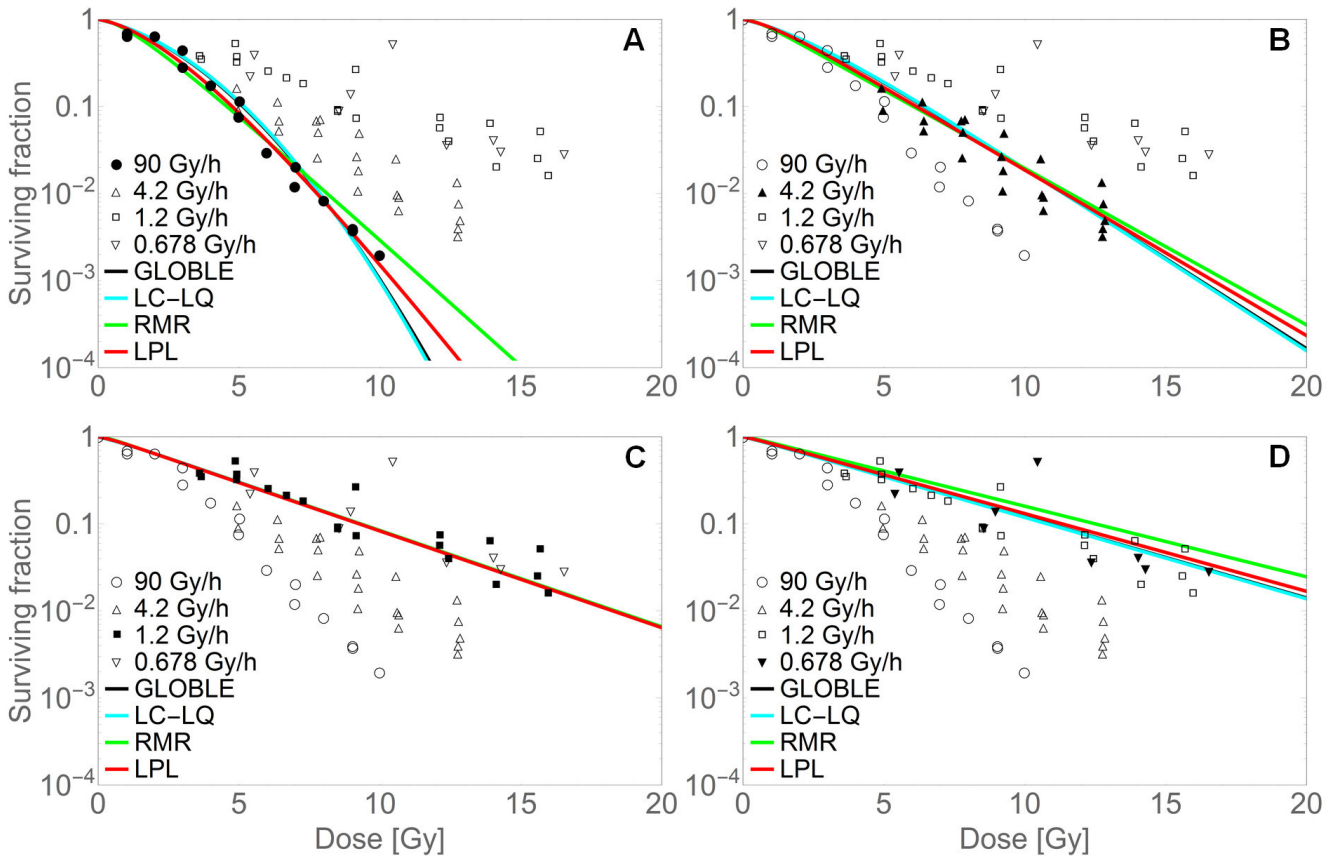 A
1
0.1
10−2
10−3
10−4
Surviving fraction
90 Gy/h
4.2 Gy/h
1.2 Gy/h
0.678 Gy/h
GLOBLE
LC−LQ
RMR
LPL
0 5 10 15 20
B
1
0.1
10−2
10−3
10−4
90 Gy/h
4.2 Gy/h
1.2 Gy/h
0.678 Gy/h
GLOBLE
LC−LQ
RMR
LPL
0 5 10 15 20
C
1
0.1
10−2
10−3
10−4
Surviving fraction
90 Gy/h
4.2 Gy/h
1.2 Gy/h
0.678 Gy/h
GLOBLE
LC−LQ
RMR
LPL
0 5 10 15 20
Dose [Gy]
D
1
0.1
10−2
10−3
10−4
90 Gy/h
4.2 Gy/h
1.2 Gy/h
0.678 Gy/h
GLOBLE
LC−LQ
RMR
LPL
0 5 10 15 20
Dose [Gy]